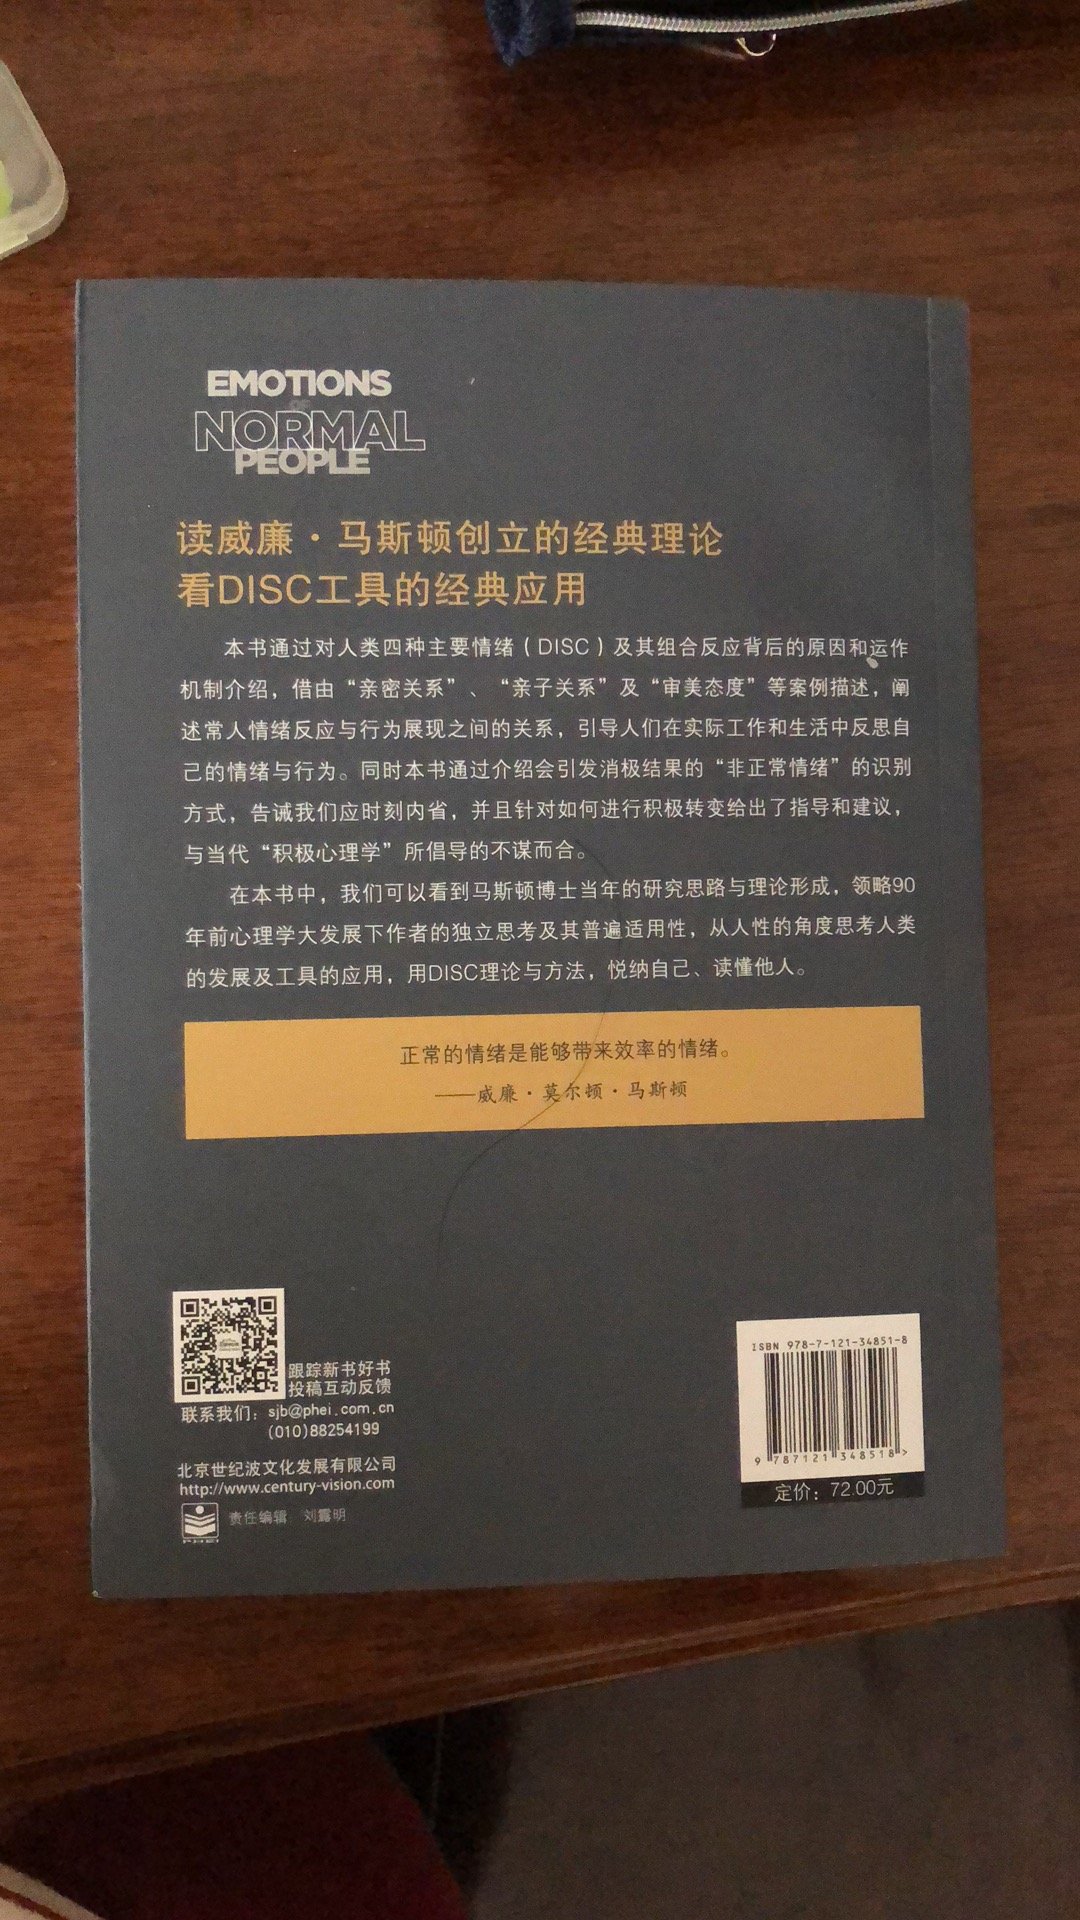 EMOTIONS
OF
NORMAL
PEOPLE
读威廉·马斯顿创立的经典理论
看DISC工具的经典应用
本书通过对人类四种主要情绪（DISC）及其组合反应背后的原因和运作
机制介绍，借由“亲密关系”、“亲子关系”及“审美态度”等案例描述，阐
述常人情绪反应与行为展现之间的关系，引导人们在实际工作和生活中反思自
己的情绪与行为。同时本书通过介绍会引发消极结果的“非正常情绪”的识别
方式，告诫我们应时刻内省，并且针对如何进行积极转变给出了指导和建议，
与当代“积极心理学”所倡导的不谋而合。
在本书中，我们可以看到马斯顿博士当年的研究思路与理论形成，领略90
年前心理学大发展下作者的独立思考及其普遍适用性，从人性的角度思考人类
的发展及工具的应用，用DISC理论与方法，悦纳自己、读懂他人。
正常的情绪是能够带来效率的情绪。
——威廉·莫尔顿·马斯顿
跟踪新书好书
投稿互动反馈
联系我们：sjb@phei.com.cn
(010)88254199
北京世纪波文化发展有限公司
http://www.century-vision.com
PHEI
责任编辑 刘露明
ISBN 978-7-121-34851-8
9 787121 348518 >
定价：72.00元